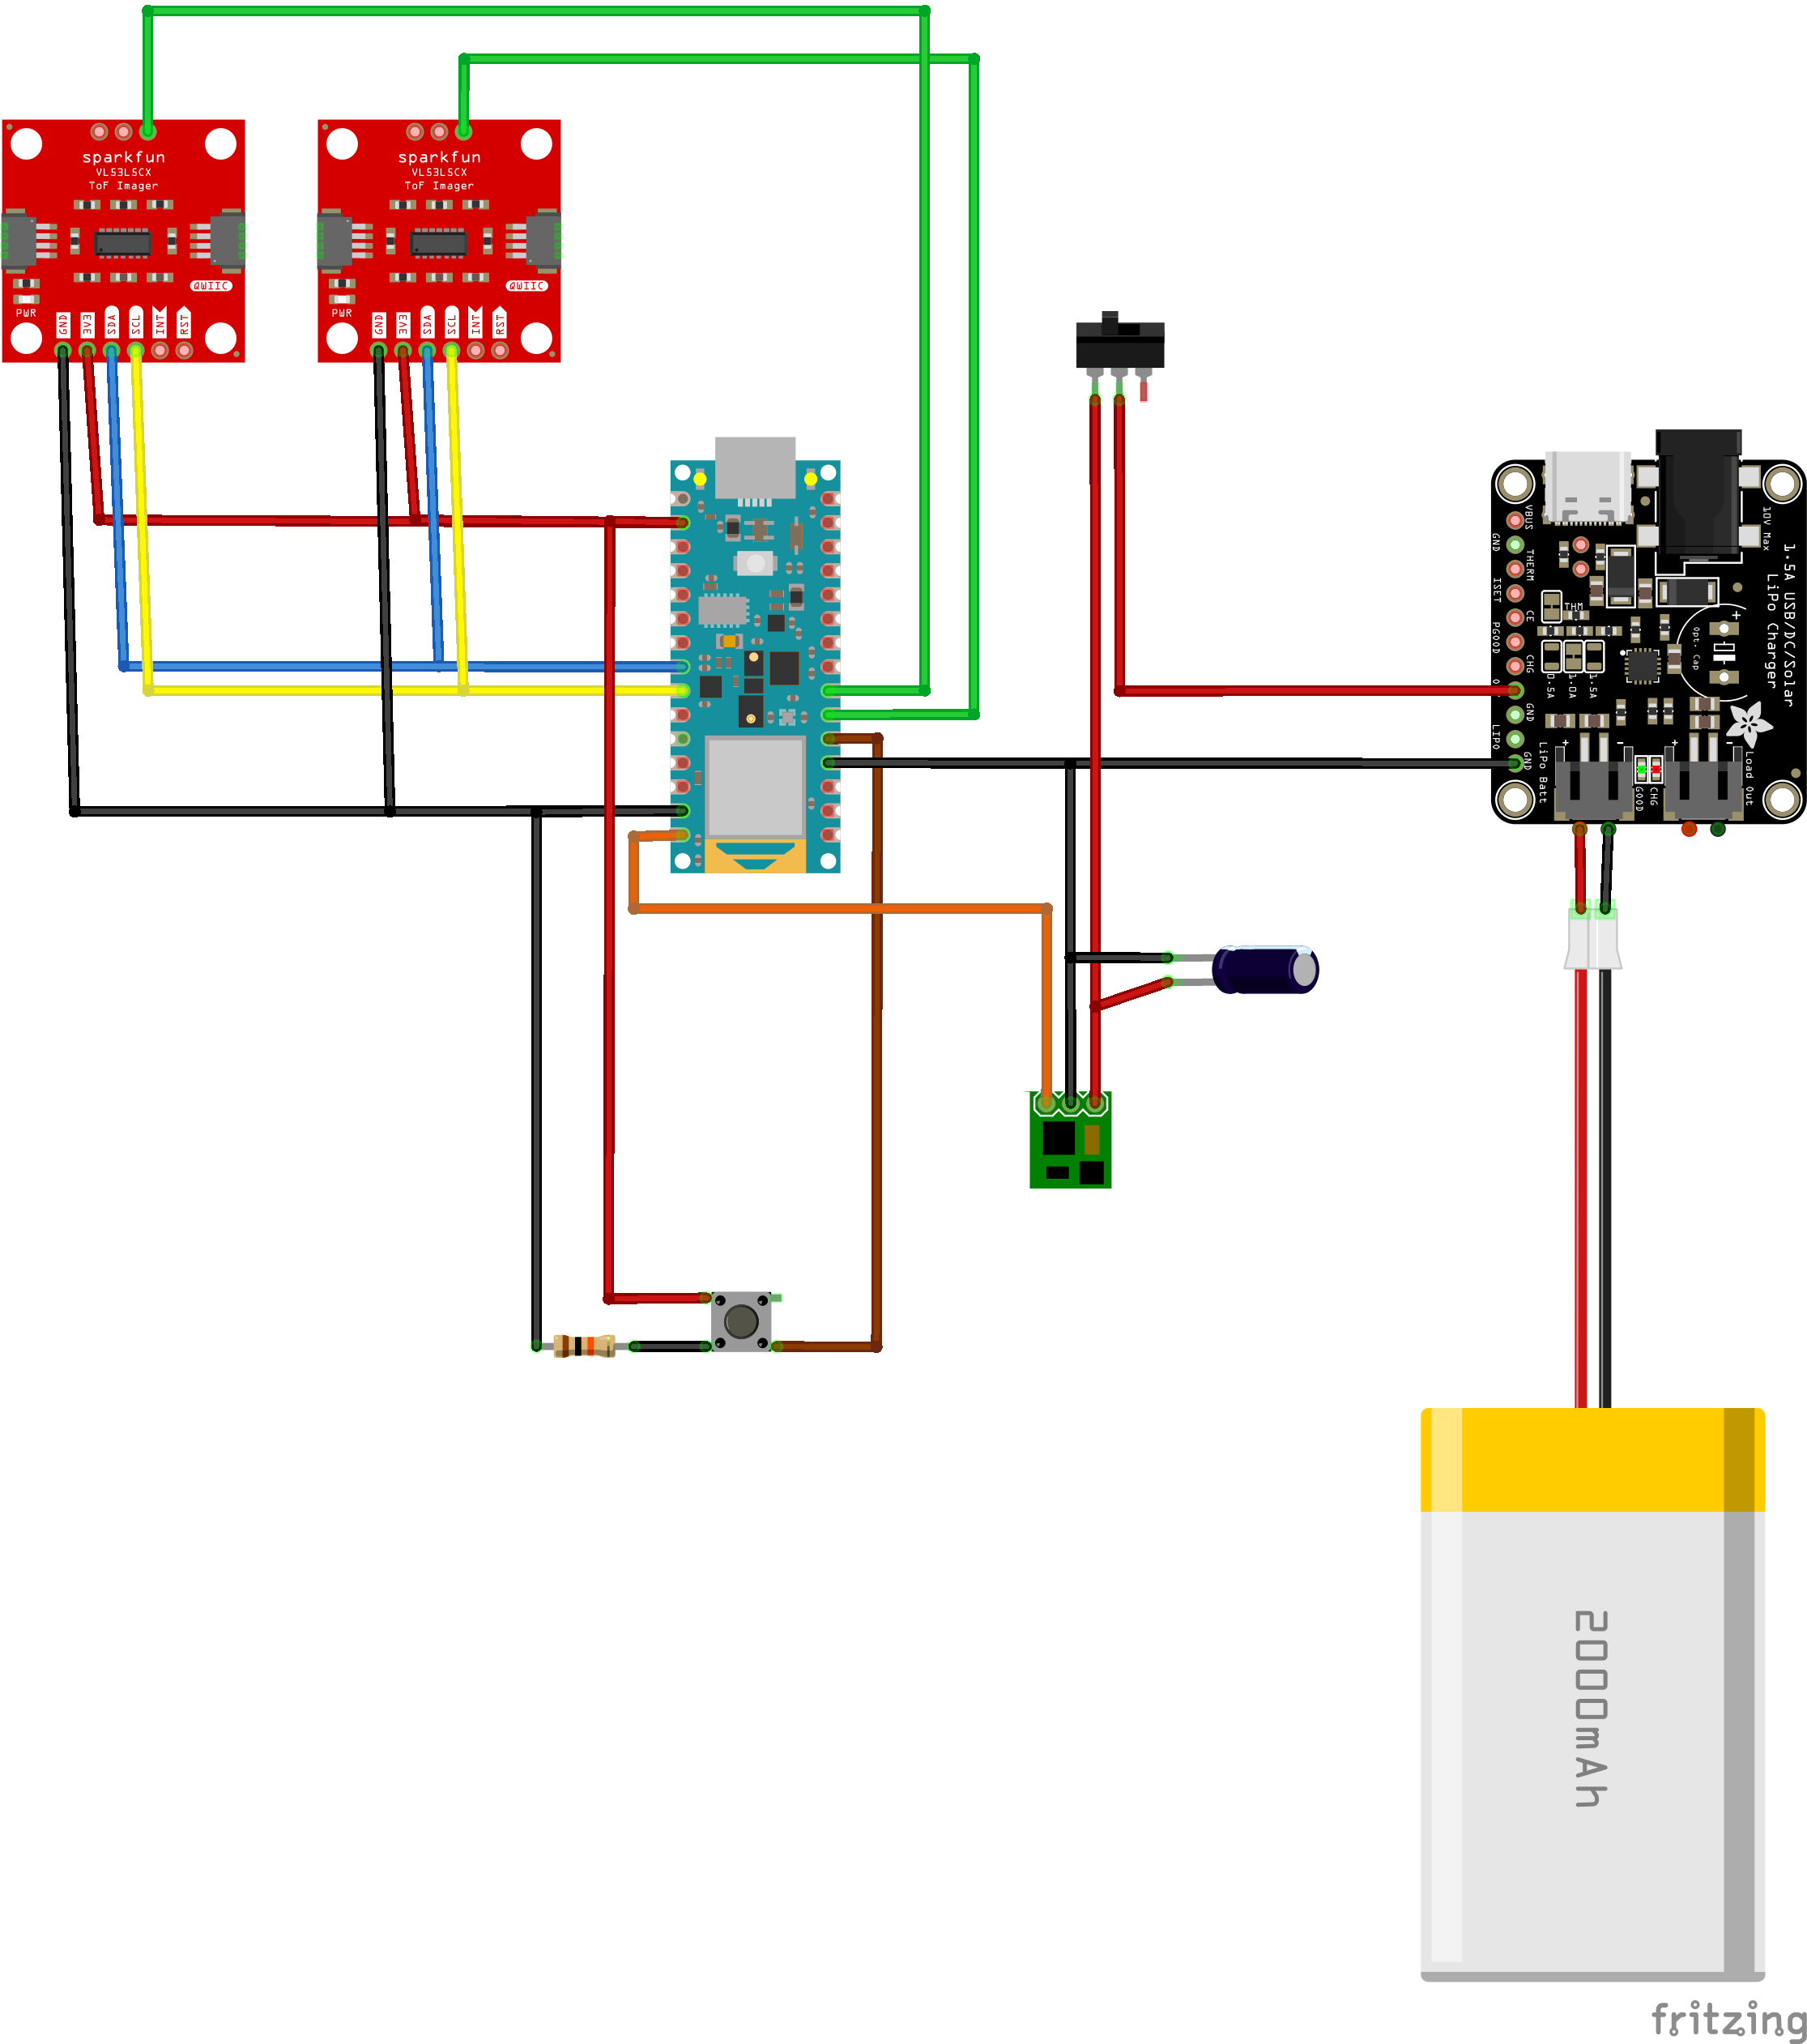 sparkfun
VL53L5CX
ToF Imager
QWIIC
PWR
GND
3V3
SDA
SCL
INT
RST
sparkfun
VL53L5CX
ToF Imager
QWIIC
PWR
GND
3V3
SDA
SCL
INT
RST
VBUS
GND
THERM
ISET
CE
PGOOD
CHG
GND
LIPO
GND
10V Max
1.5A USB/DC/Solar
LiPo Charger
THM
+
Opt. Cap
0.5A
1.0A
1.5A
LiPo Batt
+
-
GOOD
CHG
+
-
Load Out
2000mAh
fritzing